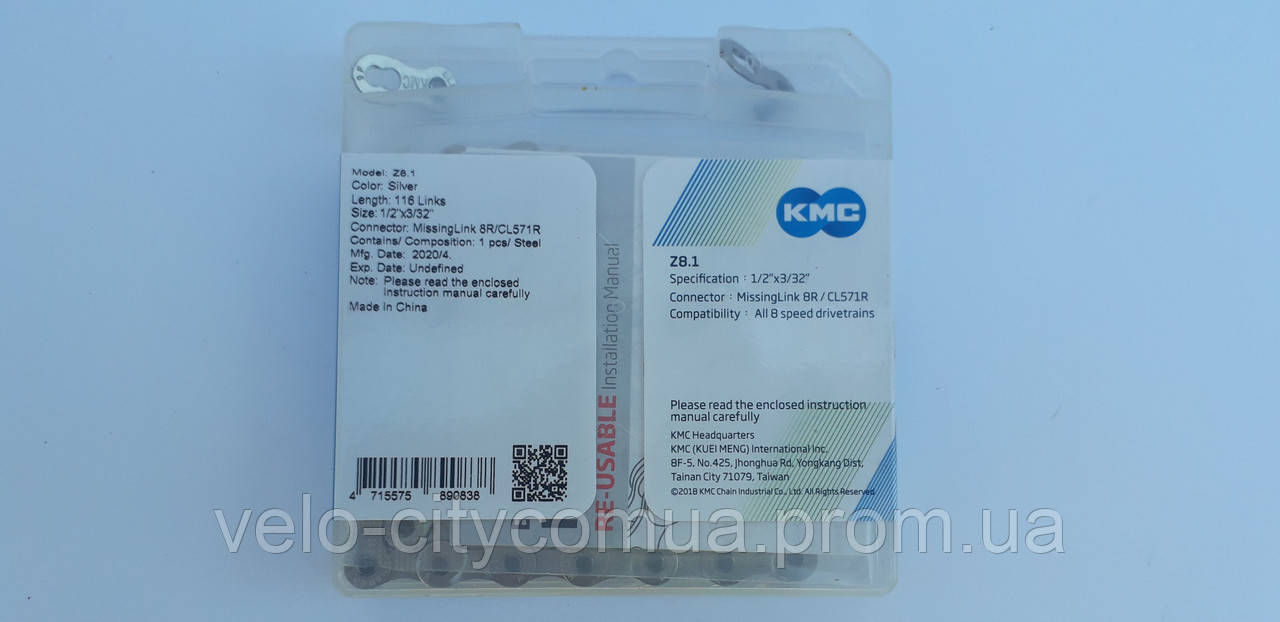 KMC
Model: Z8.1
Color: Silver
Length: 116 Links
Size: 1/2"x3/32"
Connector: MissingLink 8R/CL571R
Contains/ Composition: 1 pcs/ Steel
Mfg. Date: 2020/4.
Exp. Date: Undefined
Note: Please read the enclosed
instruction manual carefully
Made In China
4 715575 890838
RE-USABLE Installation Manual
KMC
Z8.1
Specification : 1/2"x3/32"
Connector : MissingLink 8R / CL571R
Compatibility : All 8 speed drivetrains
Please read the enclosed instruction
manual carefully
KMC Headquarters
KMC (KUEI MENG) International Inc.
8F-5, No.425, Jhonghua Rd, Yongkang Dist,
Tainan City 71079, Taiwan
©2018 KMC Chain Industrial Co., Ltd. All Rights Reserved.
velo-citycomua.prom.ua